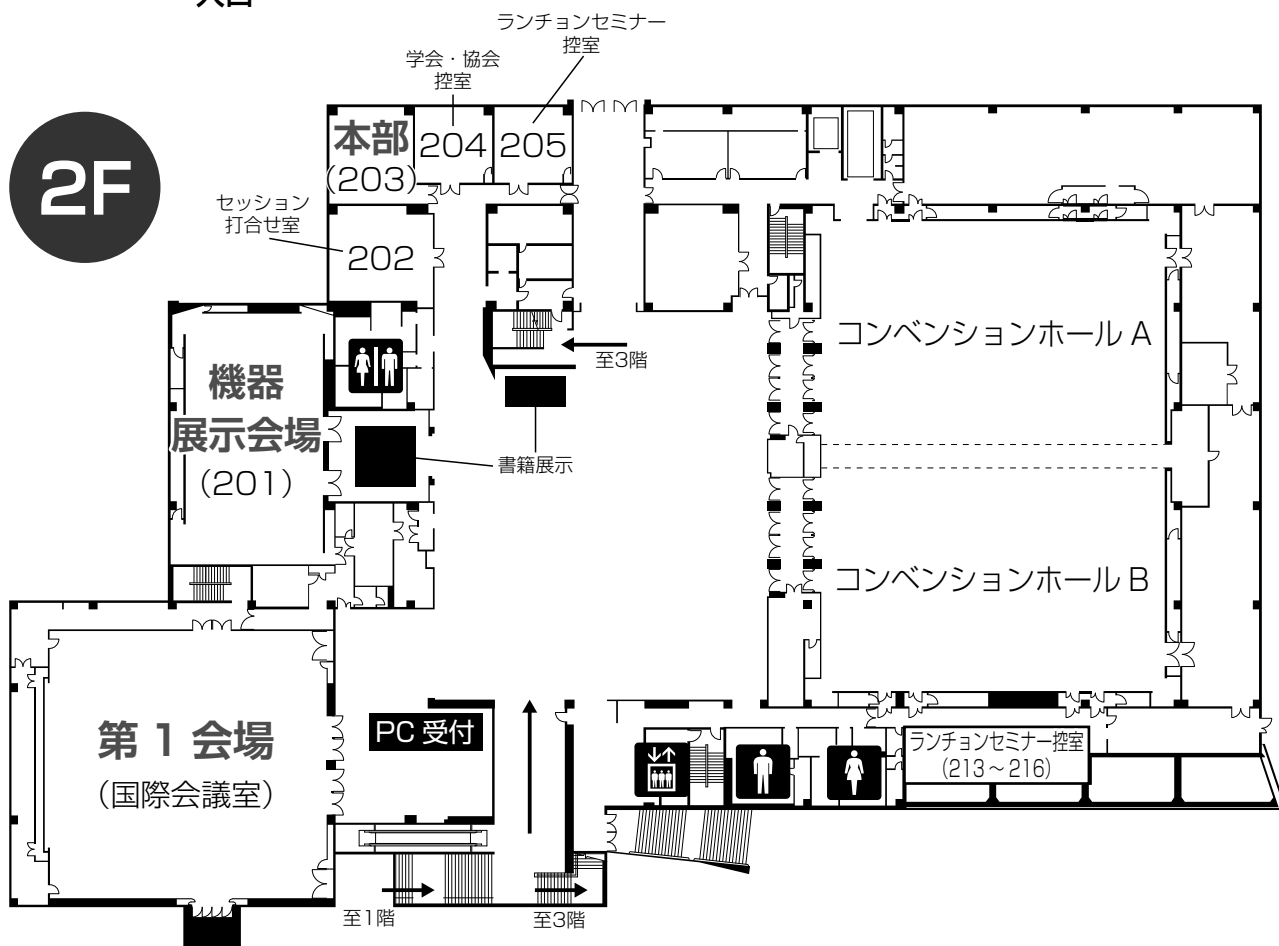 ランチョンセミナー
控室
学会・協会
控室
2F
本部
(203)
204
205
セッション
打合せ室
202
コンベンションホール A
至3階
機器
展示会場
(201)
書籍展示
コンベンションホール B
第 1 会場
(国際会議室)
PC 受付
ランチョンセミナー控室
(213～216)
至1階
至3階